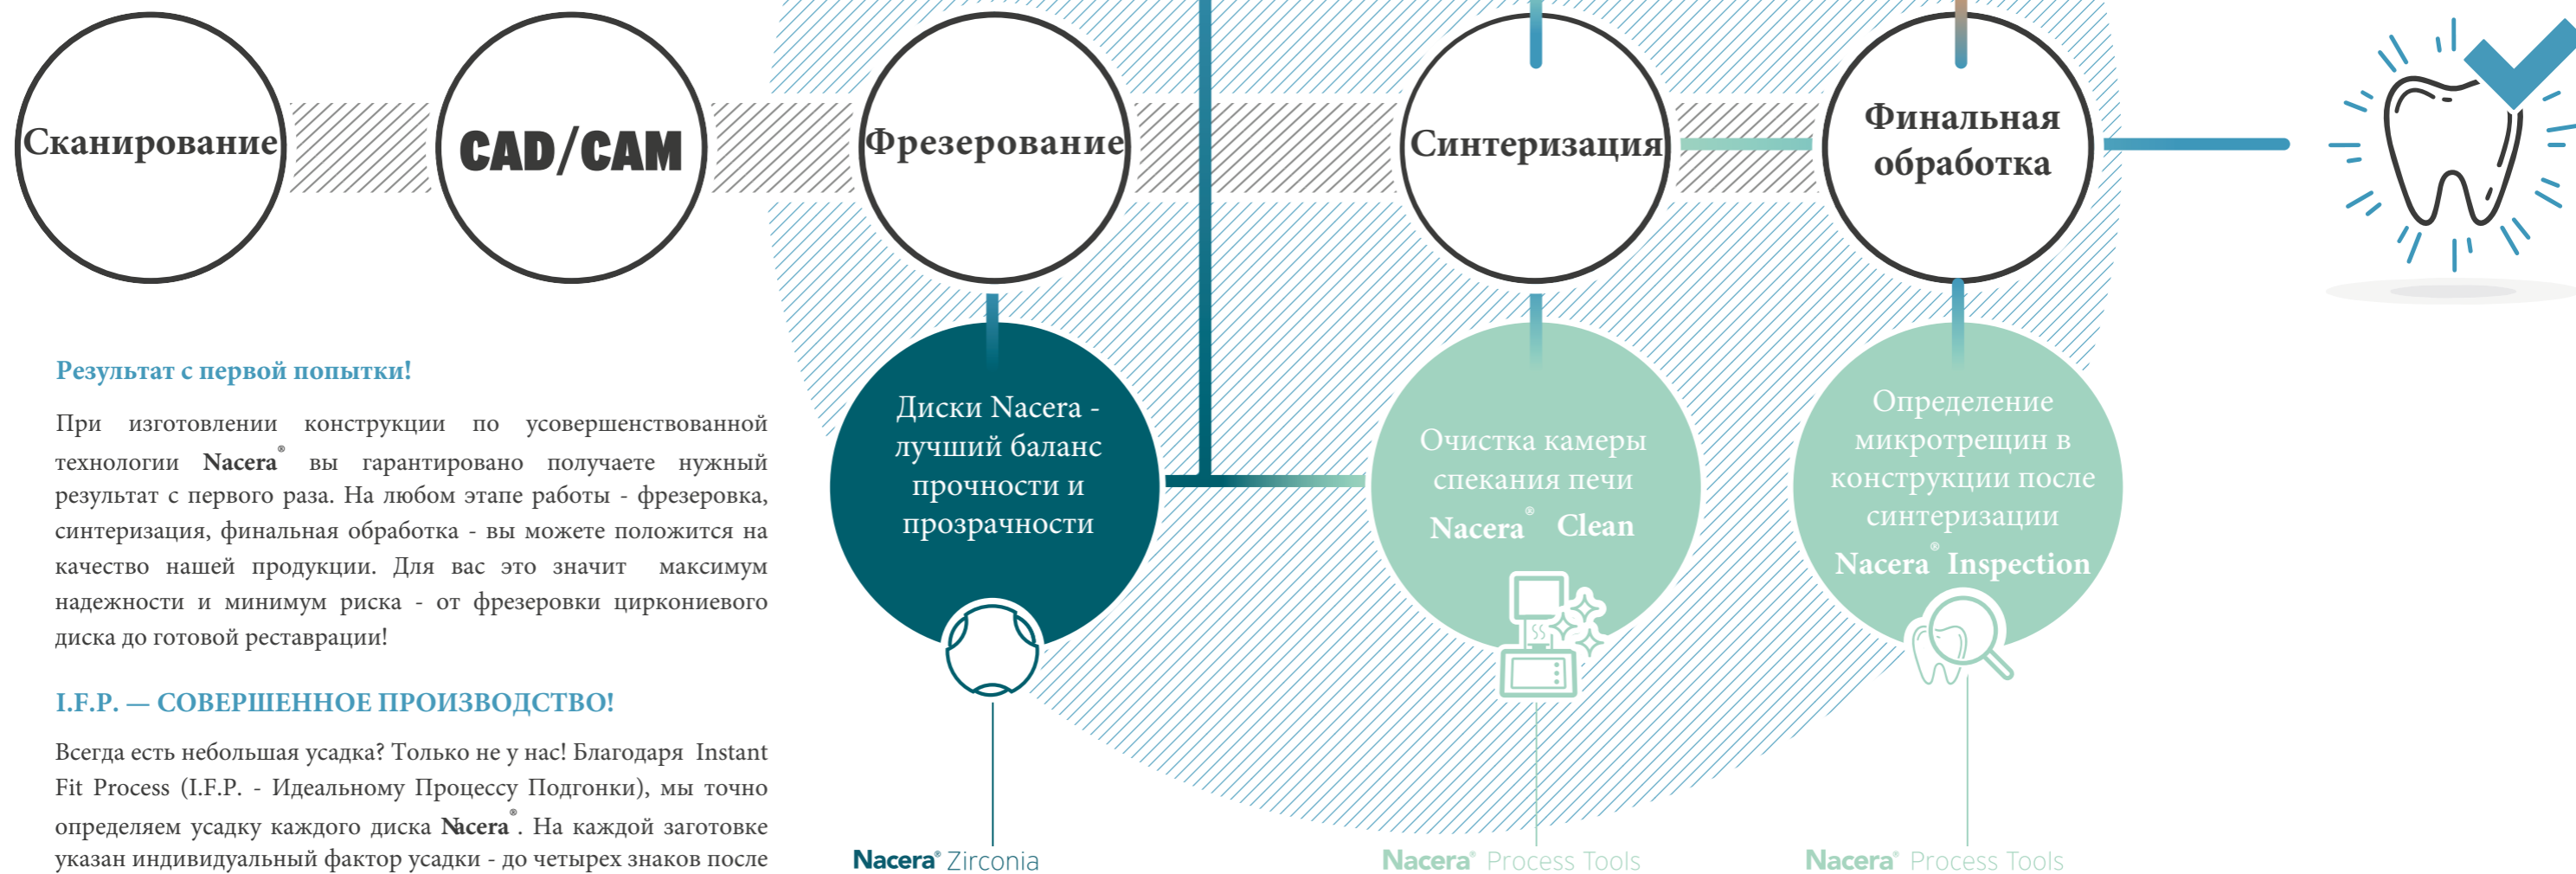 Сканирование
CAD/CAM
Фрезерование
Синтеризация
Финальная
обработка
Результат с первой попытки!
При изготовлении конструкции по усовершенствованной
технологии Nacera® вы гарантировано получаете нужный
результат с первого раза. На любом этапе работы - фрезеровка,
синтеризация, финальная обработка - вы можете положится на
качество нашей продукции. Для вас это значит максимум
надежности и минимум риска - от фрезеровки циркониевого
диска до готовой реставрации!
I.F.P. — СОВЕРШЕННОЕ ПРОИЗВОДСТВО!
Всегда есть небольшая усадка? Только не у нас! Благодаря Instant
Fit Process (I.F.P. - Идеальному Процессу Подгонки), мы точно
определяем усадку каждого диска Nacera®. На каждой заготовке
указан индивидуальный фактор усадки - до четырех знаков после
Диски Nacera -
лучший баланс
прочности и
прозрачности
Nacera® Zirconia
Очистка камеры
спекания печи
Nacera® Clean
Nacera® Process Tools
Определение
микротрещин в
конструкции после
синтеризации
Nacera® Inspection
Nacera® Process Tools